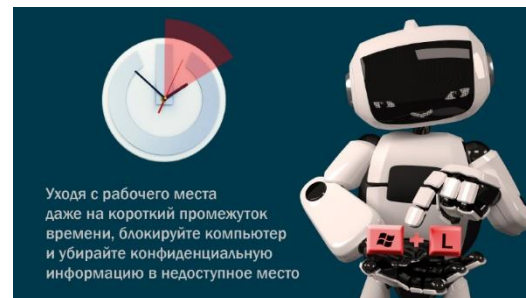 Уходя с рабочего места
даже на короткий промежуток
времени, блокируйте компьютер
и убирайте конфиденциальную
информацию в недоступное место
+ L